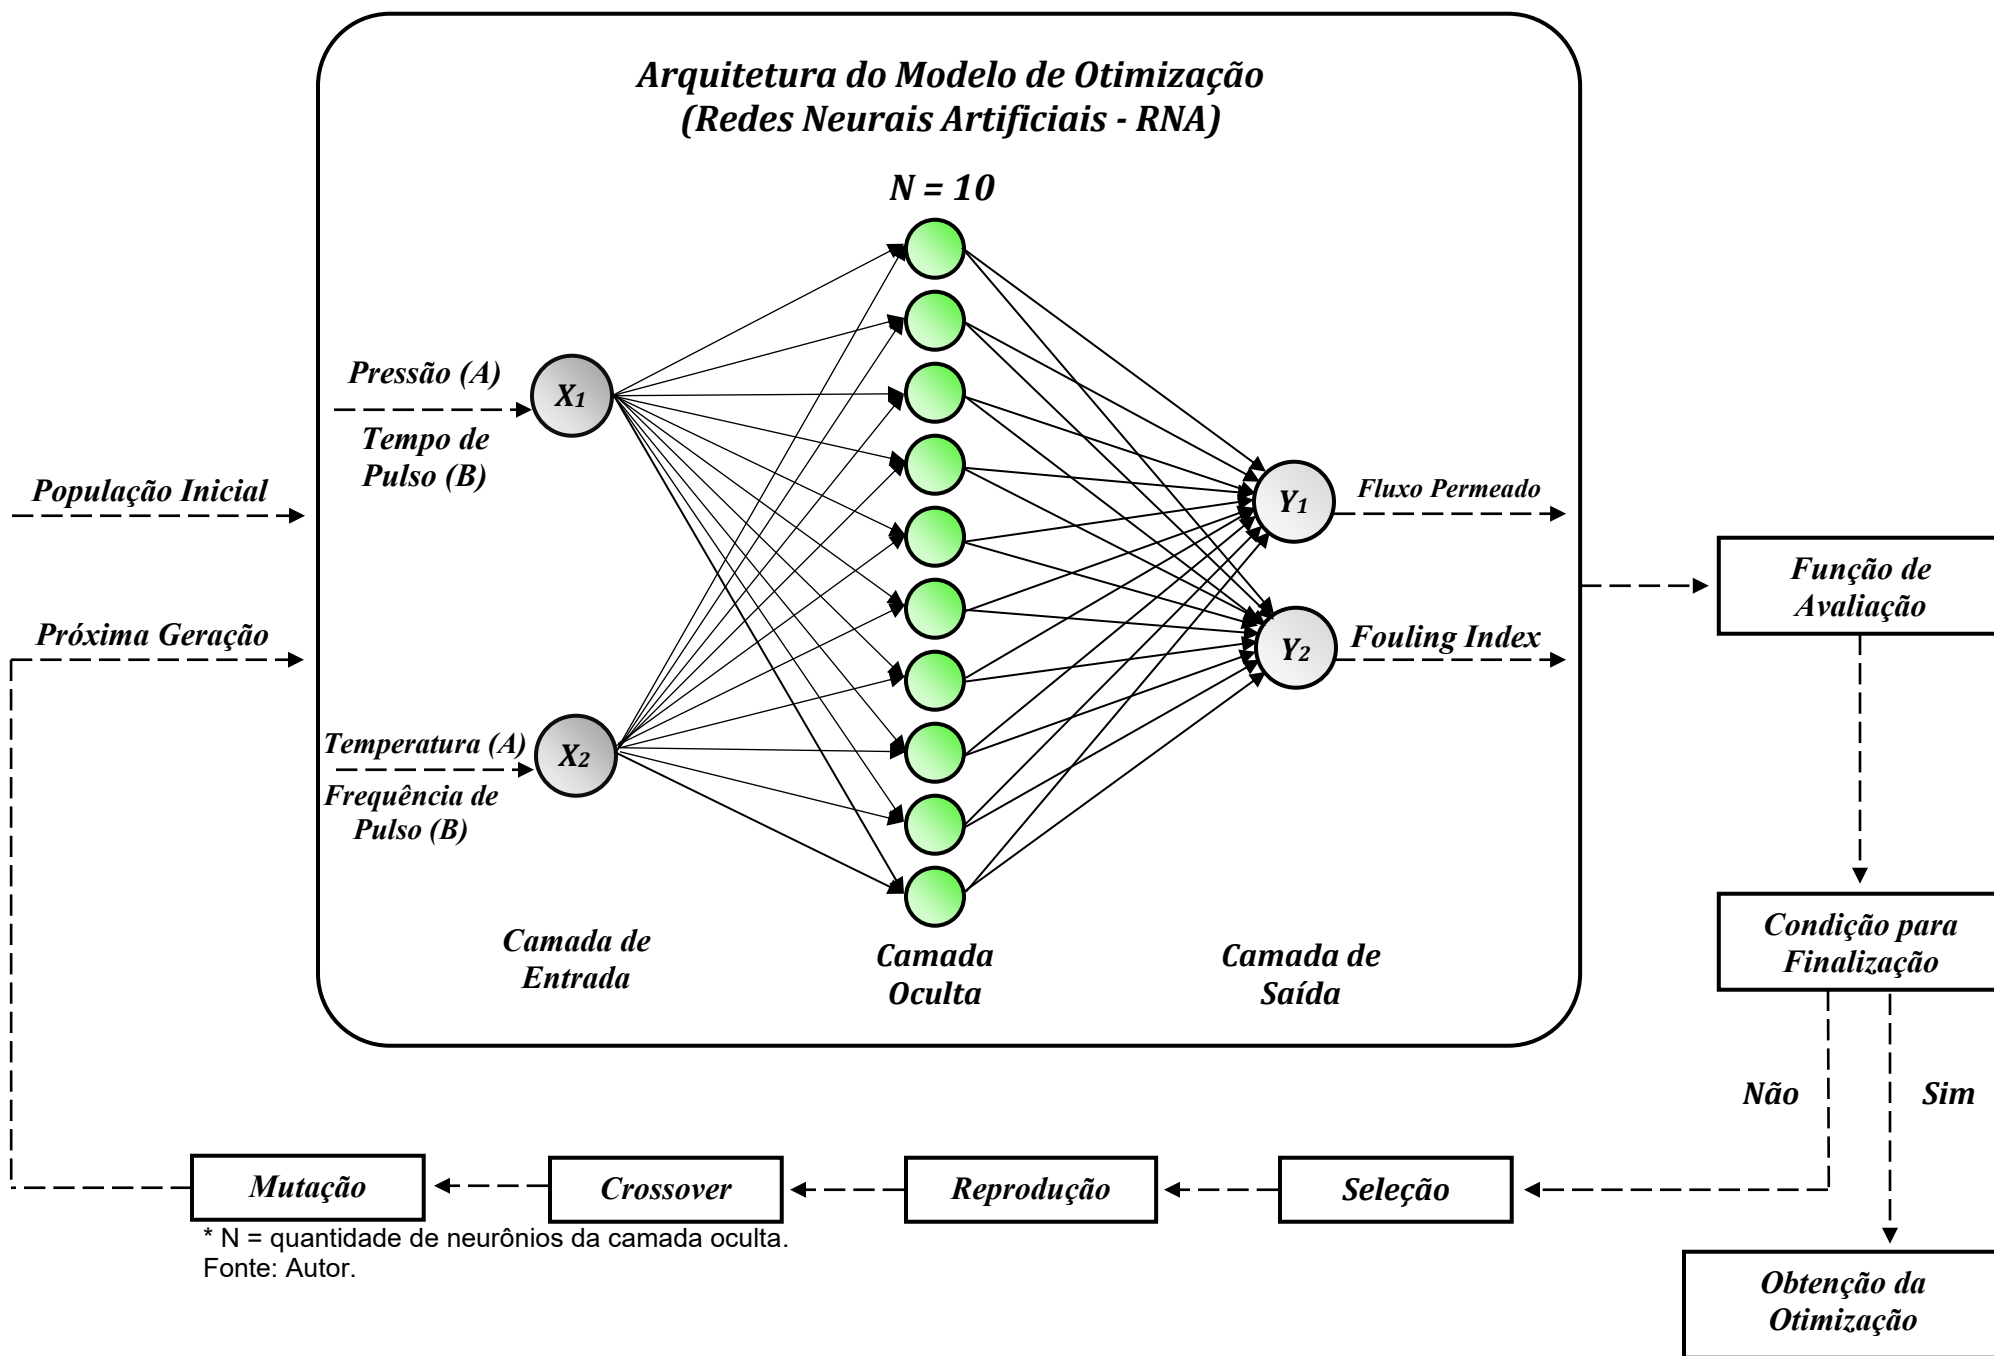 Arquitetura do Modelo de Otimização
(Redes Neurais Artificiais - RNA)
N = 10
Pressão (A)
Tempo de
Pulso (B)
X1
População Inicial
Próxima Geração
Temperatura (A)
Frequência de
Pulso (B)
X2
Y1
Fluxo Permeado
Y2
Fouling Index
Camada de
Entrada
Camada
Oculta
Camada de
Saída
Função de
Avaliação
Condição para
Finalização
Não
Sim
Mutação
Crossover
Reprodução
Seleção
* N = quantidade de neurônios da camada oculta.
Fonte: Autor.
Obtenção da
Otimização